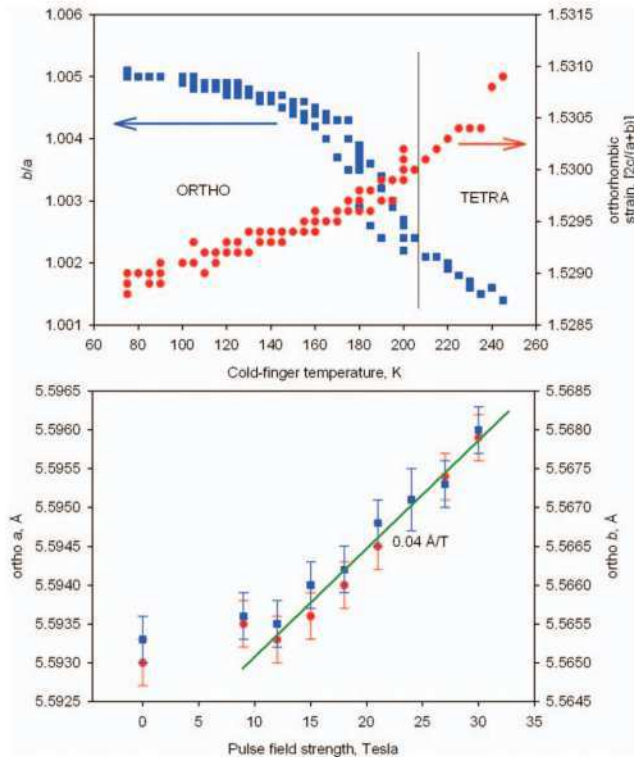 1.006
1.005
1.004
1.003
1.002
1.001
b/a
1.5315
1.5310
1.5305
1.5300
1.5295
1.5290
1.5285
orthorhombic
strain, [2c/(a+b)]
ORTHO
TETRA
60 80 100 120 140 160 180 200 220 240 260
Cold-finger temperature, K
5.5965
5.5960
5.5955
5.5950
5.5945
5.5940
5.5935
5.5930
5.5925
ortho a, Å
5.5685
5.5680
5.5675
5.5670
5.5665
5.5660
5.5655
5.5650
5.5645
ortho b, Å
0.04 Å/T
0 5 10 15 20 25 30 35
Pulse field strength, Tesla